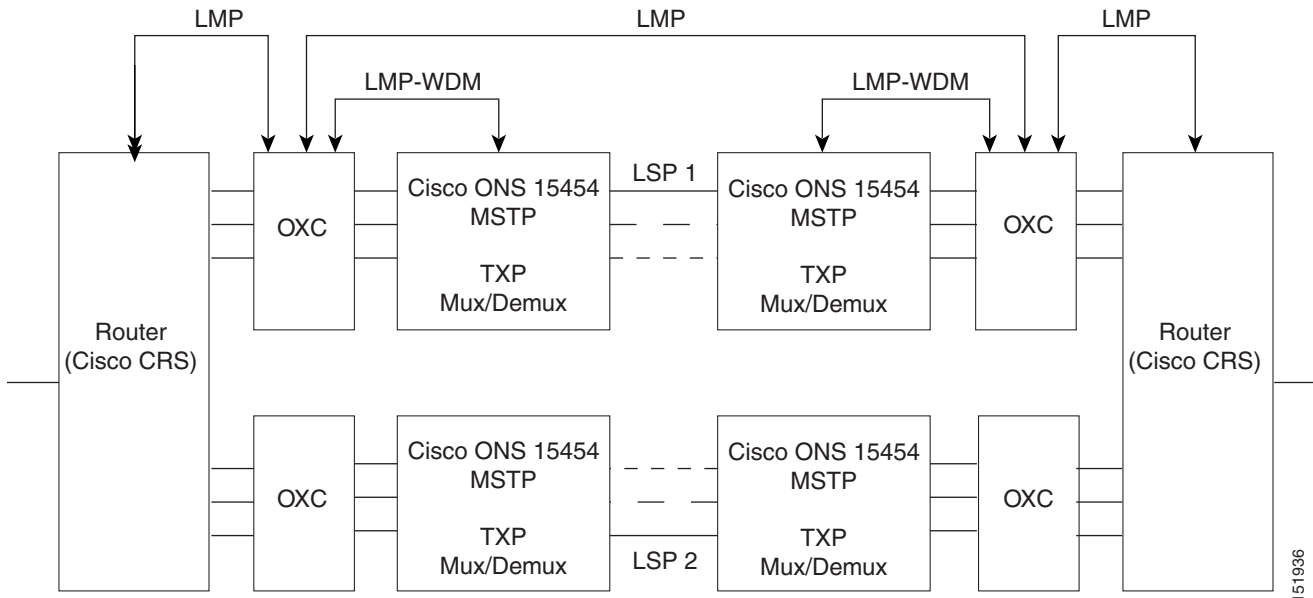 LMP
LMP
LMP
LMP-WDM
LMP-WDM
Cisco ONS 15454
MSTP
TXP
Mux/Demux
LSP 1
Cisco ONS 15454
MSTP
TXP
Mux/Demux
OXC
OXC
Router
(Cisco CRS)
Router
(Cisco CRS)
OXC
Cisco ONS 15454
MSTP
TXP
Mux/Demux
LSP 2
Cisco ONS 15454
MSTP
TXP
Mux/Demux
OXC
151936